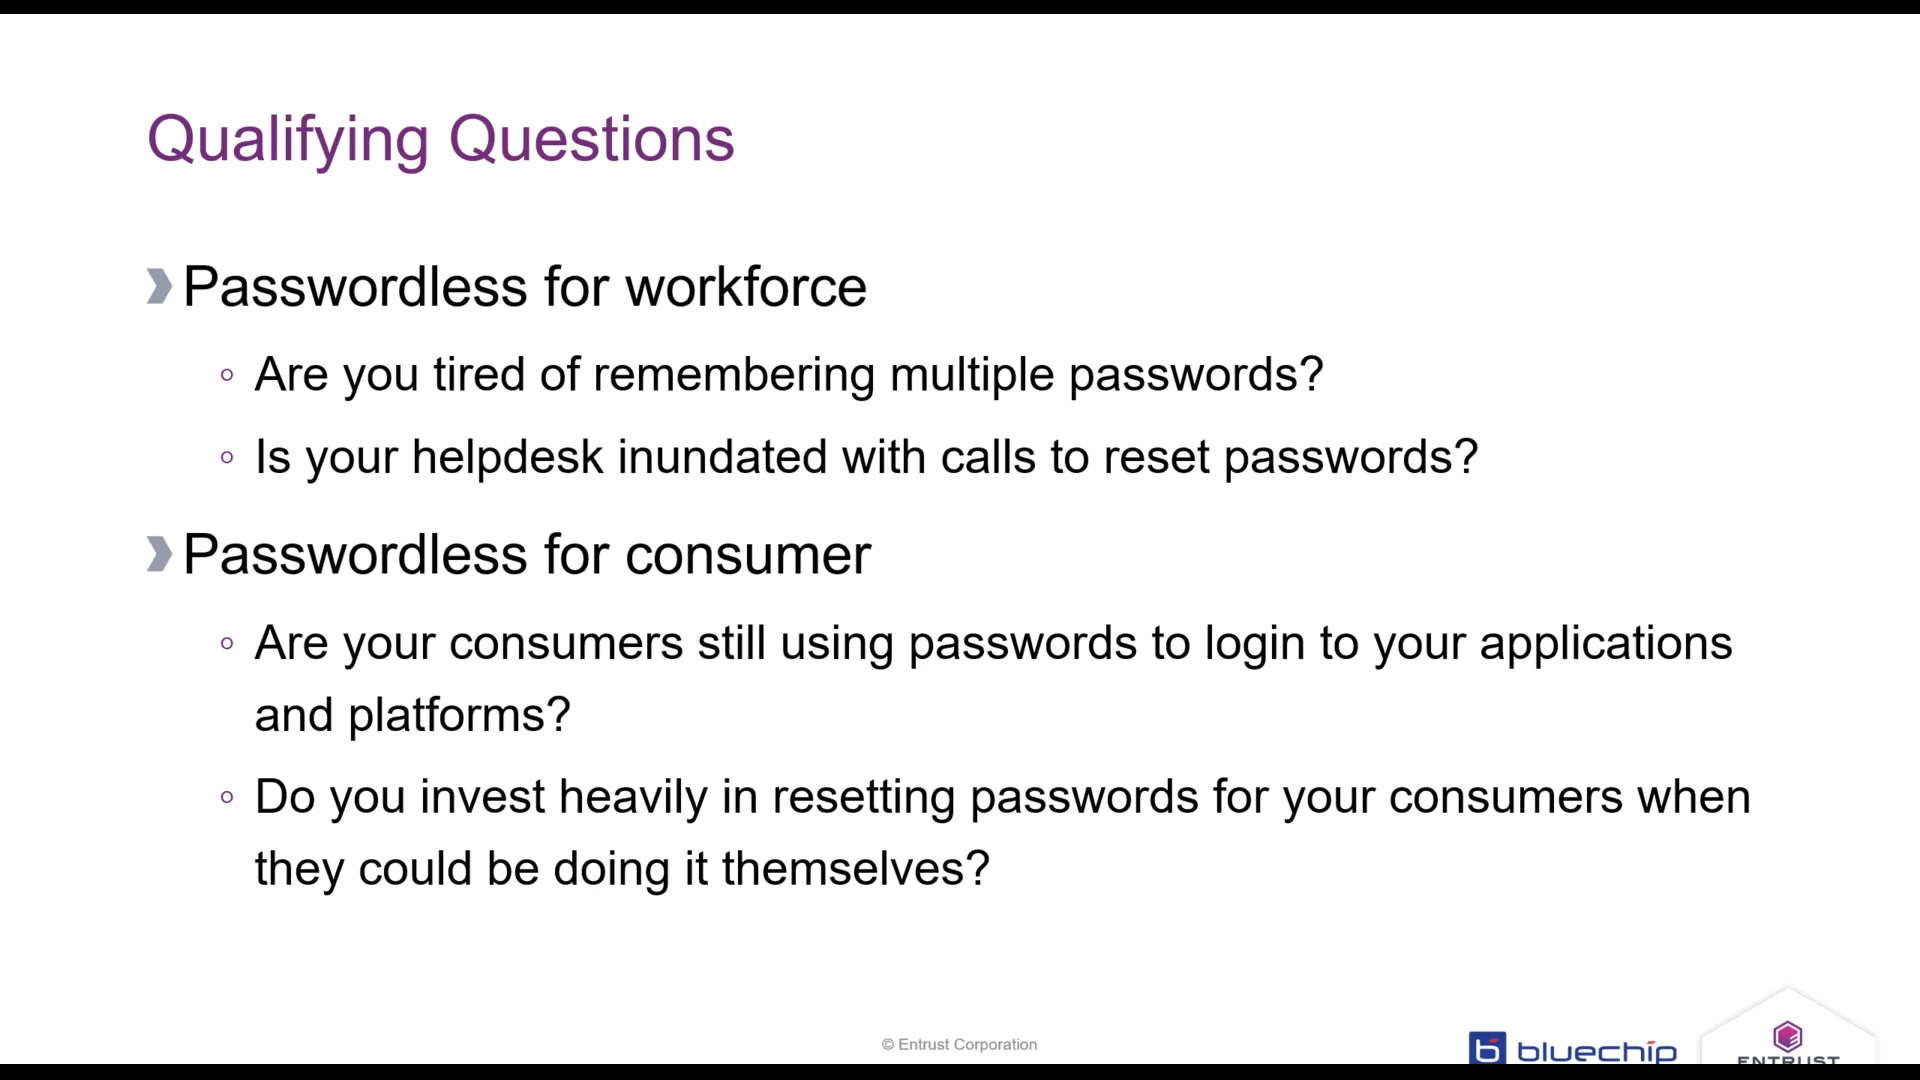 Qualifying Questions
Passwordless for workforce
Are you tired of remembering multiple passwords?
Is your helpdesk inundated with calls to reset passwords?
Passwordless for consumer
Are your consumers still using passwords to login to your applications
and platforms?
Do you invest heavily in resetting passwords for your consumers when
they could be doing it themselves?
© Entrust Corporation
b bluechip
ENTRUST